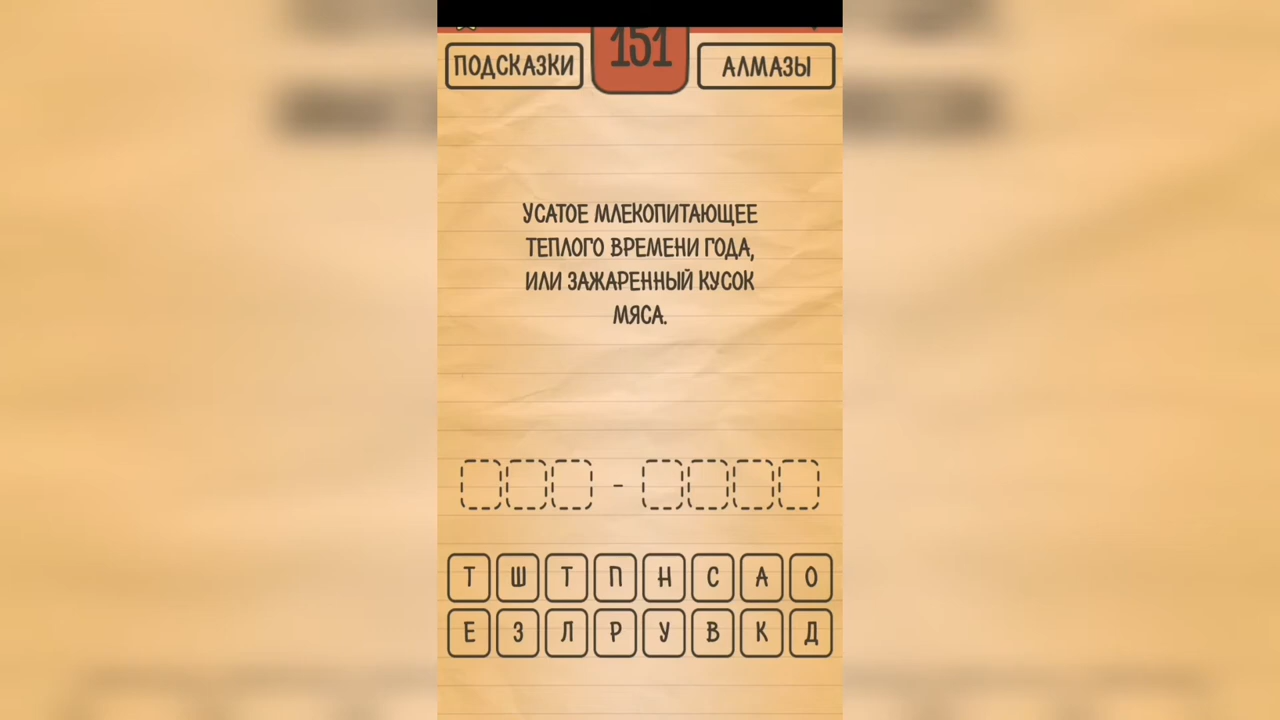 ПОДСКАЗКИ 151 АЛМАЗЫ
УСАТОЕ МЛЕКОПИТАЮЩЕЕ
ТЕПЛОГО ВРЕМЕНИ ГОДА,
ИЛИ ЗАЖАРЕННЫЙ КУСОК
МЯСА.
-
Т Ш Т П Н С А О
Е З Л Р У В К Д